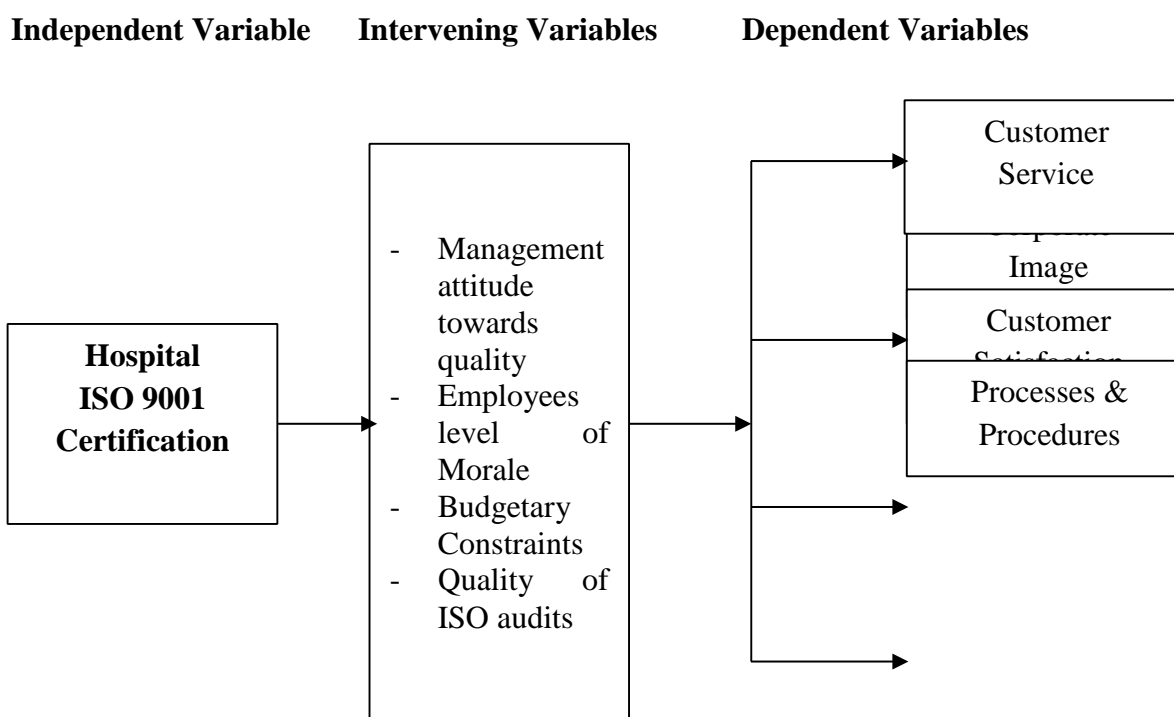 Independent Variable Intervening Variables Dependent Variables
Hospital
ISO 9001
Certification
- Management
attitude
towards
quality
- Employees
level of
Morale
- Budgetary
Constraints
- Quality of
ISO audits
Customer
Service
Image
Customer
Satisfaction
Processes &
Procedures